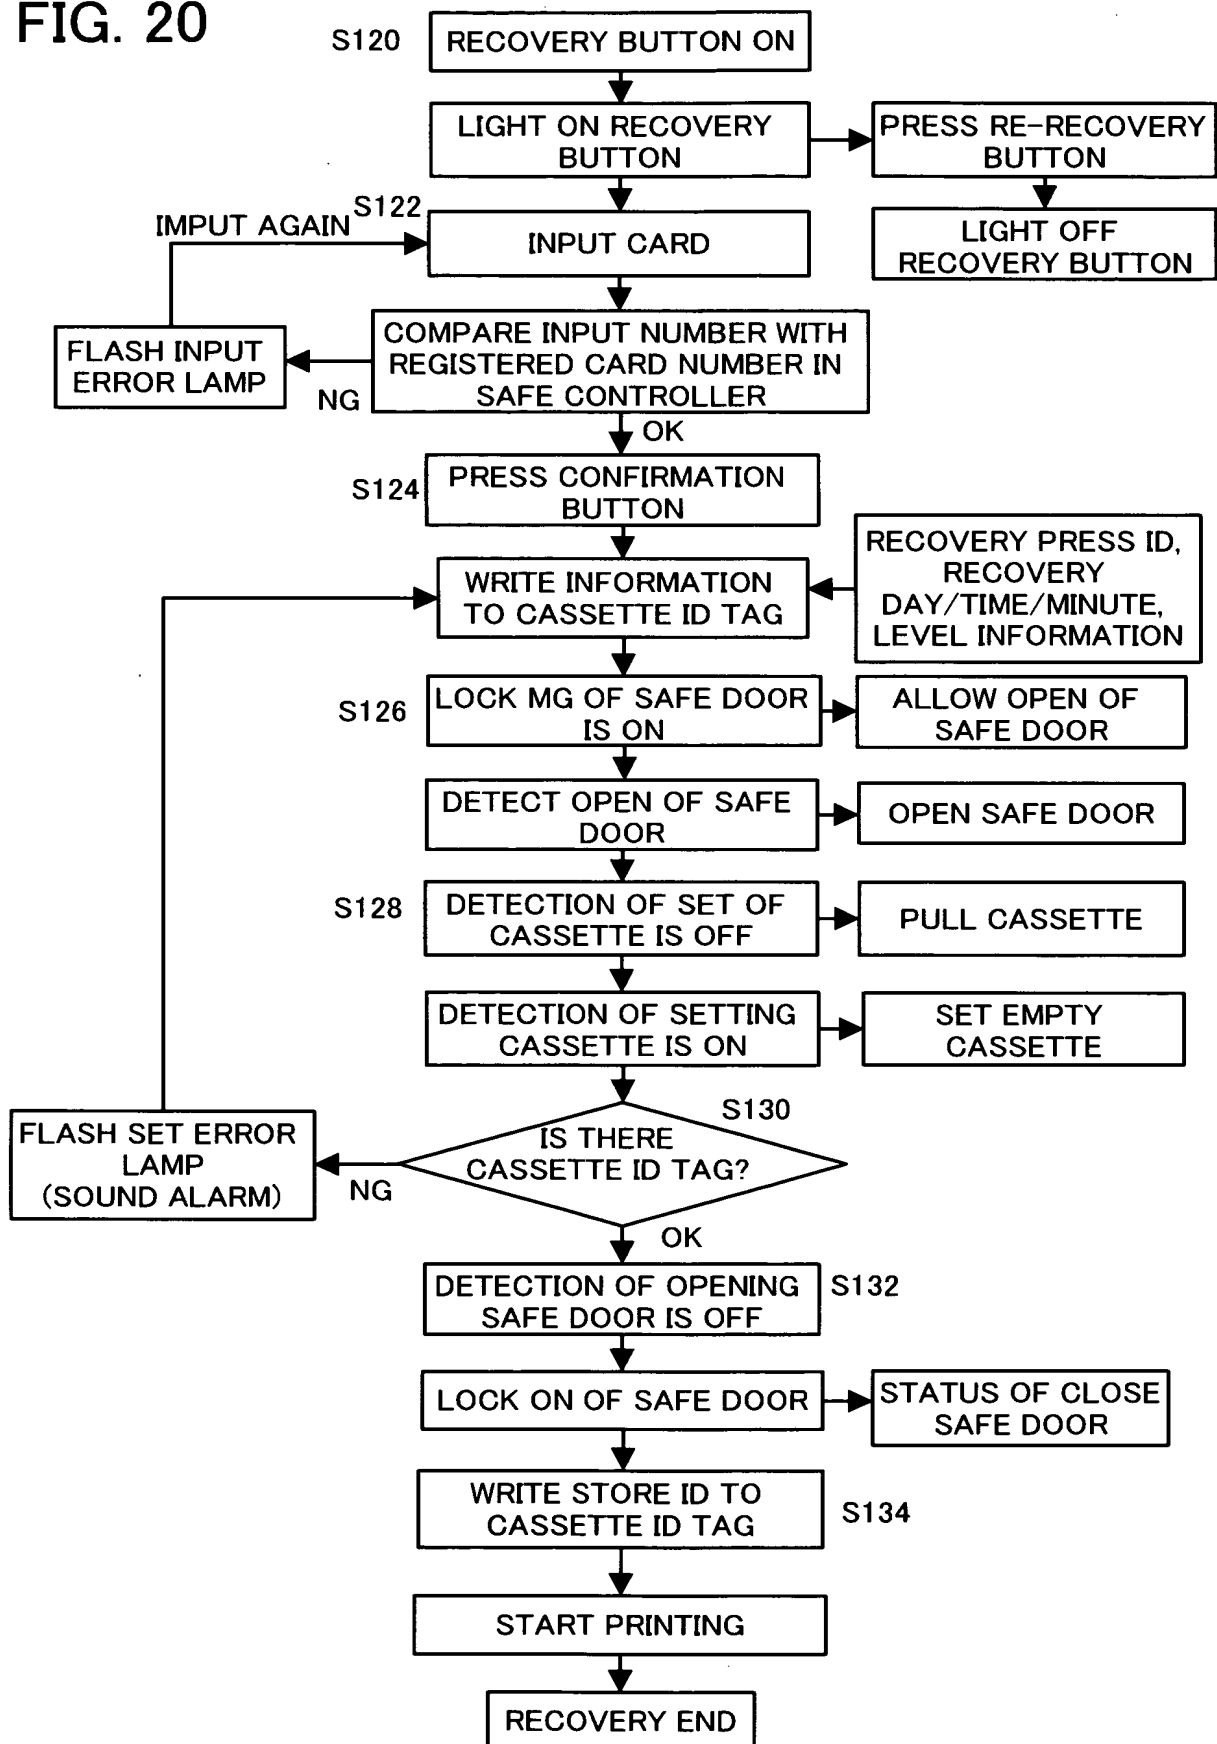 FIG. 20
S120
RECOVERY BUTTON ON
LIGHT ON RECOVERY
BUTTON
PRESS RE-RECOVERY
BUTTON
LIGHT OFF
RECOVERY BUTTON
IMPUT AGAIN
S122
INPUT CARD
FLASH INPUT
ERROR LAMP
NG
COMPARE INPUT NUMBER WITH
REGISTERED CARD NUMBER IN
SAFE CONTROLLER
OK
S124
PRESS CONFIRMATION
BUTTON
WRITE INFORMATION
TO CASSETTE ID TAG
RECOVERY PRESS ID,
RECOVERY
DAY/TIME/MINUTE,
LEVEL INFORMATION
S126
LOCK MG OF SAFE DOOR
IS ON
ALLOW OPEN OF
SAFE DOOR
DETECT OPEN OF SAFE
DOOR
OPEN SAFE DOOR
S128
DETECTION OF SET OF
CASSETTE IS OFF
PULL CASSETTE
DETECTION OF SETTING
CASSETTE IS ON
SET EMPTY
CASSETTE
S130
IS THERE
CASSETTE ID TAG?
FLASH SET ERROR
LAMP
(SOUND ALARM)
NG
OK
DETECTION OF OPENING
SAFE DOOR IS OFF
S132
LOCK ON OF SAFE DOOR
STATUS OF CLOSE
SAFE DOOR
WRITE STORE ID TO
CASSETTE ID TAG
S134
START PRINTING
RECOVERY END